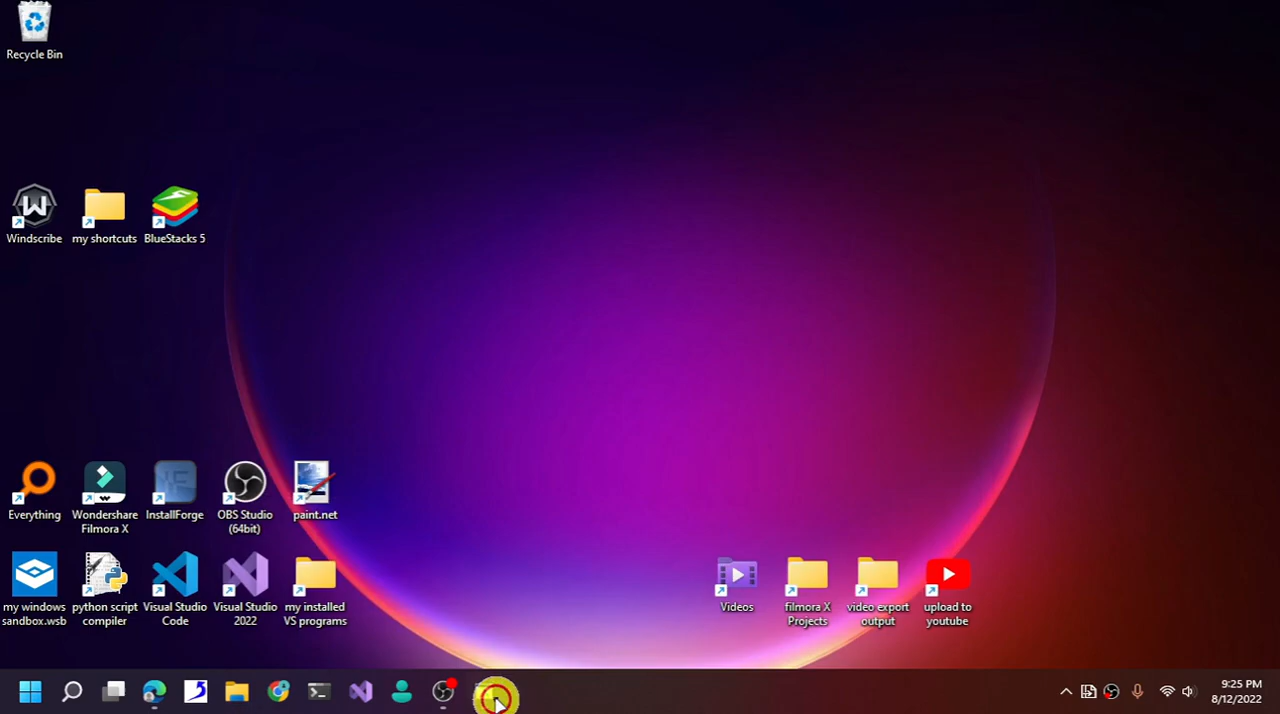 Recycle Bin
Windscribe
my shortcuts
BlueStacks 5
Everything
Wondershare
Filmora X
InstallForge
OBS Studio
(64bit)
paint.net
my windows
sandbox.wsb
python script
compiler
Visual Studio
Code
Visual Studio
2022
my installed
VS programs
Videos
filmora X
Projects
video export
output
upload to
youtube
9:25 PM
8/12/2022